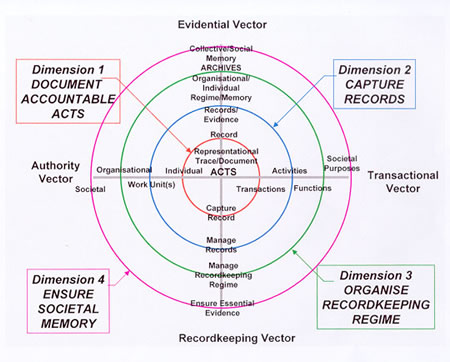 Evidential Vector
Collective/Social
Memory
ARCHIVES
Organisational/
Individual
Regime/Memory
Records/
Evidence
Record
Representational
Trace/Document
ACTS
Dimension 1
DOCUMENT
ACCOUNTABLE
ACTS
Dimension 2
CAPTURE
RECORDS
Authority
Vector
Societal
Organisational
Work Unit(s)
Individual
Transactions
Activities
Functions
Societal
Purposes
Transactional
Vector
Capture
Record
Manage
Records
Manage
Recordkeeping
Regime
Ensure Essential
Evidence
Dimension 4
ENSURE
SOCIETAL
MEMORY
Dimension 3
ORGANISE
RECORDKEEPING
REGIME
Recordkeeping Vector